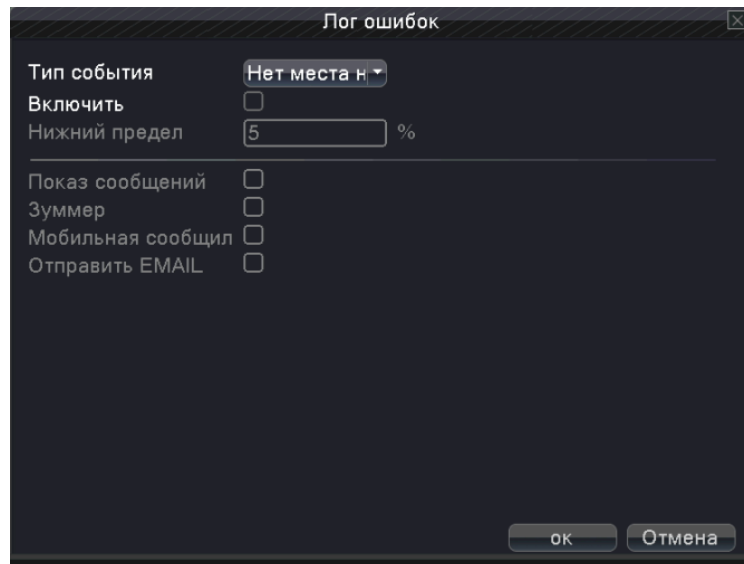 Лог ошибок
Тип события Нет места н
Включить
Нижний предел 5 %
Показ сообщений
Зуммер
Мобильная сообщил
Отправить EMAIL
ок Отмена